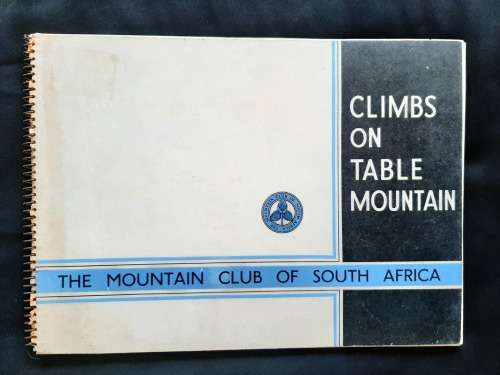 CLIMBS
ON
TABLE
MOUNTAIN
THE MOUNTAIN CLUB OF SOUTH AFRICA